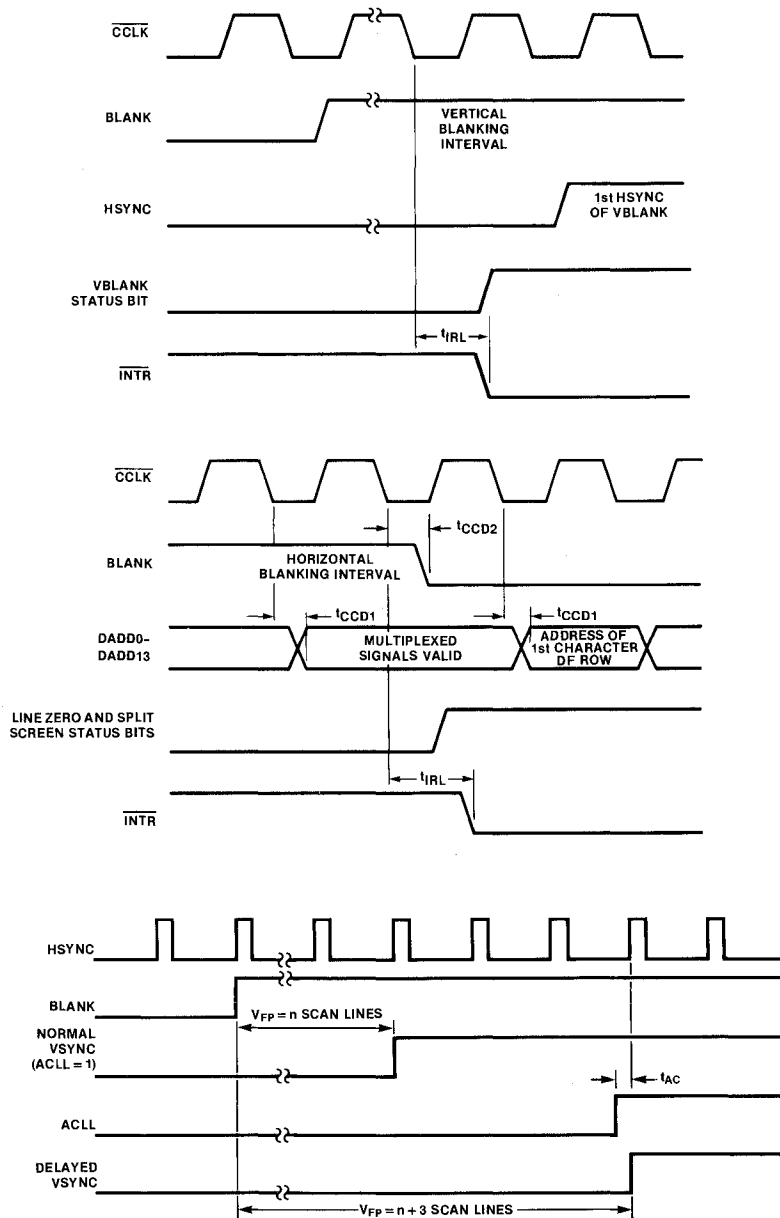 CCLK
BLANK
VERTICAL
BLANKING
INTERVAL
HSYNC
1st HSYNC
OF VBLANK
VBLANK
STATUS BIT
tIRL
INTR
CCLK
tCCD2
BLANK
HORIZONTAL
BLANKING INTERVAL
tCCD1
tCCD1
DADD0–
DADD13
MULTIPLEXED
SIGNALS VALID
ADDRESS OF
1st CHARACTER
DF ROW
LINE ZERO AND SPLIT
SCREEN STATUS BITS
tIRL
INTR
HSYNC
BLANK
VFP = n SCAN LINES
NORMAL
VSYNC
(ACLL = 1)
tAC
ACLL
DELAYED
VSYNC
VFP = n + 3 SCAN LINES